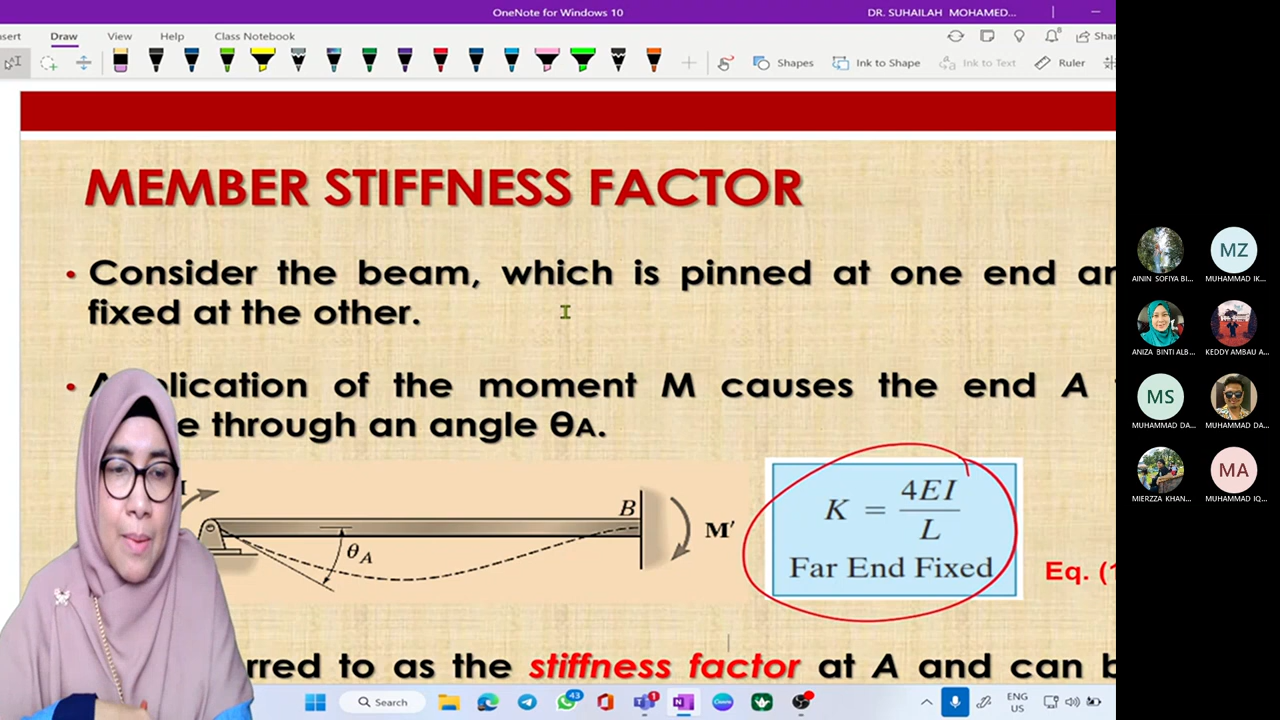 OneNote for Windows 10
DR. SUHAILAH MOHAMED...
Draw
View
Help
Class Notebook
Shapes
Ink to Shape
Ink to Text
Ruler
MEMBER STIFFNESS FACTOR
• Consider the beam, which is pinned at one end
fixed at the other.
of the moment M causes the end A
through an angle θA.
B
θA
M'
K = 4EI / L
Far End Fixed
Eq. (1
to as the stiffness factor at A and can
Search
43
1
ENG
US
AININ SOFIYA BI...
MZ
MUHAMMAD IK...
ANIZA BINTI ALB...
KEDDY AMBAU A...
MS
MUHAMMAD DA...
MUHAMMAD DA...
MIERZZA KHAN...
MA
MUHAMMAD IQ...